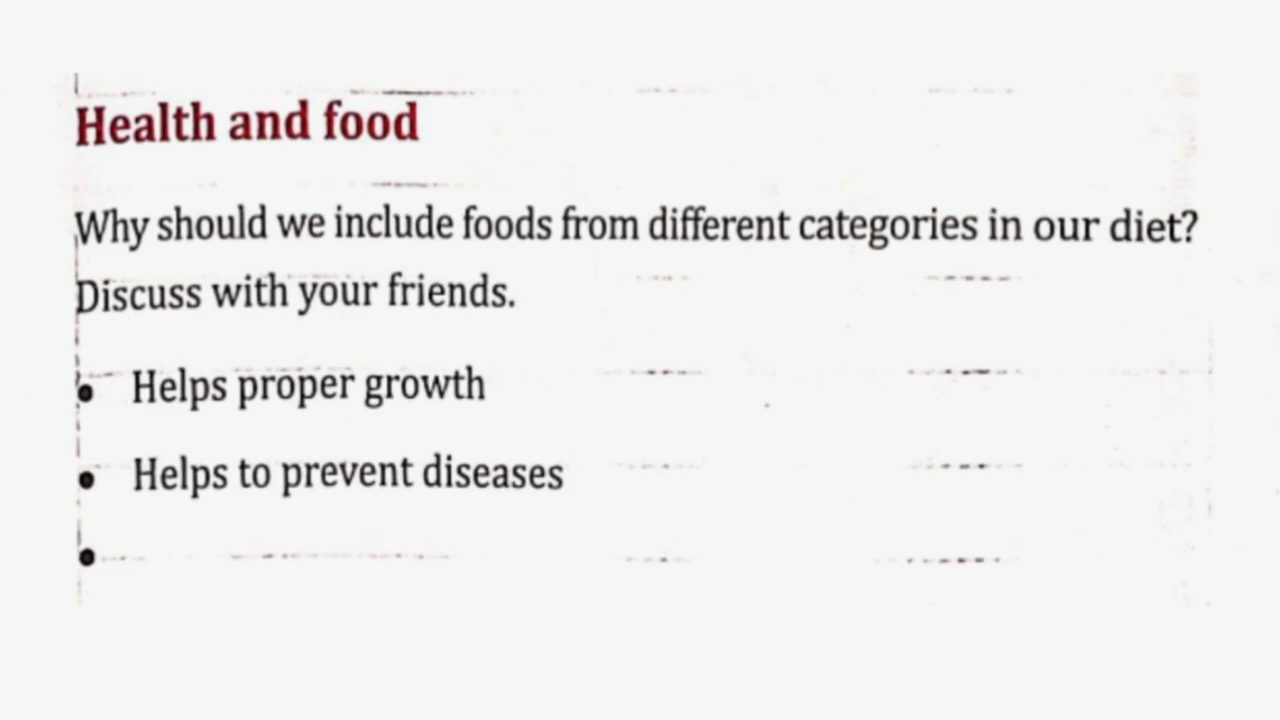 Health and food
Why should we include foods from different categories in our diet?
Discuss with your friends.
• Helps proper growth
• Helps to prevent diseases
•